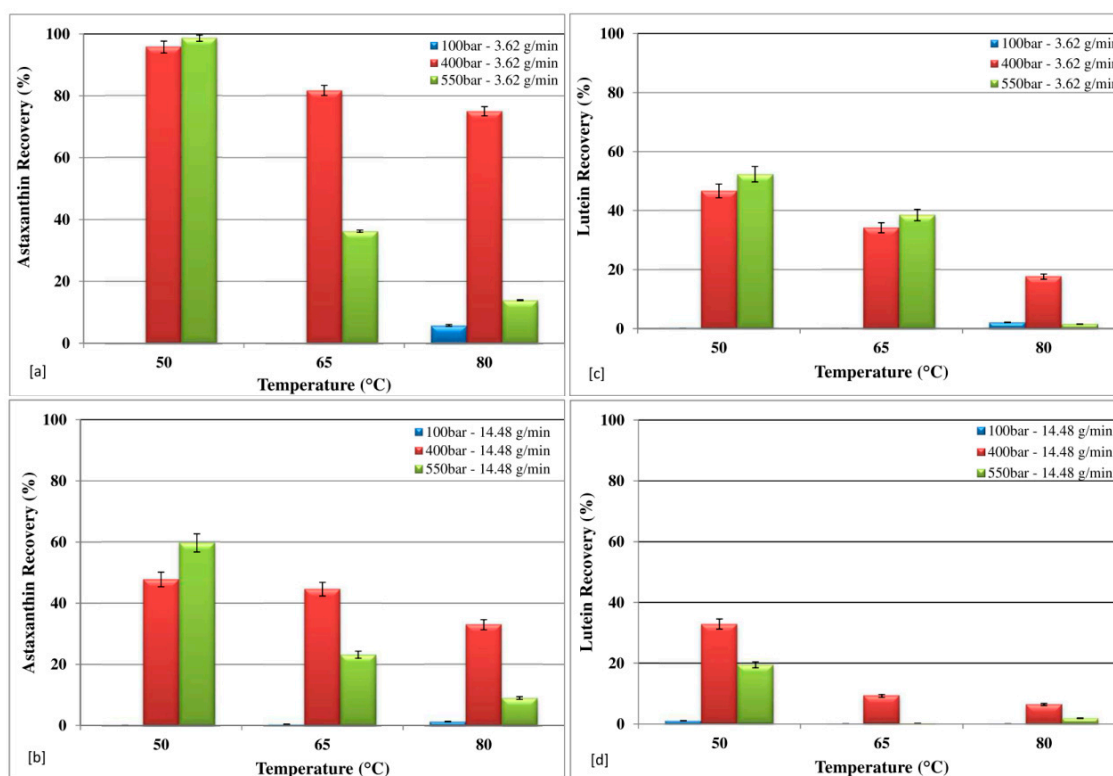 Astaxanthin Recovery (%)
100
80
60
40
20
0
100bar - 3.62 g/min
400bar - 3.62 g/min
550bar - 3.62 g/min
50
65
80
Temperature (°C)
[a]
Lutein Recovery (%)
100
80
60
40
20
0
100bar - 3.62 g/min
400bar - 3.62 g/min
550bar - 3.62 g/min
50
65
80
Temperature (°C)
[c]
Astaxanthin Recovery (%)
100
80
60
40
20
0
100bar - 14.48 g/min
400bar - 14.48 g/min
550bar - 14.48 g/min
50
65
80
Temperature (°C)
[b]
Lutein Recovery (%)
100
80
60
40
20
0
100bar - 14.48 g/min
400bar - 14.48 g/min
550bar - 14.48 g/min
50
65
80
Temperature (°C)
[d]